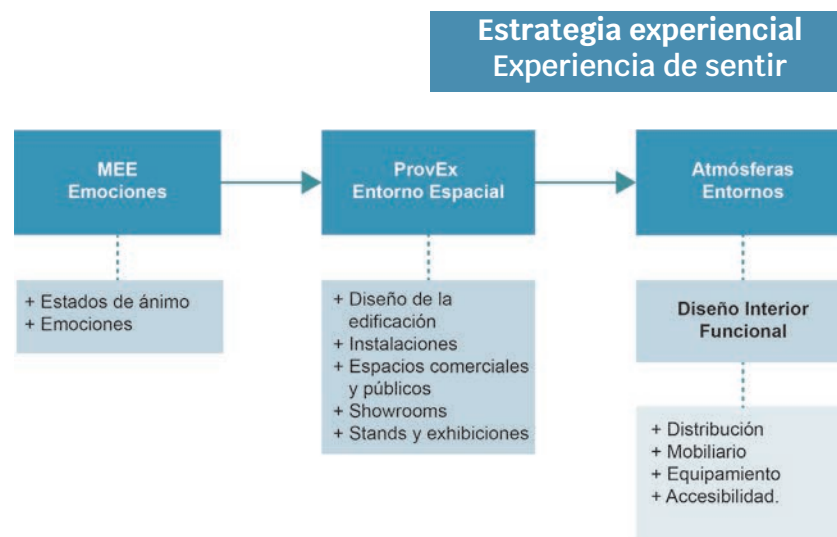 Estrategia experiencial
Experiencia de sentir
MEE
Emociones
+ Estados de ánimo
+ Emociones
ProvEx
Entorno Espacial
+ Diseño de la
edificación
+ Instalaciones
+ Espacios comerciales
y públicos
+ Showrooms
+ Stands y exhibiciones
Atmósferas
Entornos
Diseño Interior
Funcional
+ Distribución
+ Mobiliario
+ Equipamiento
+ Accesibilidad.